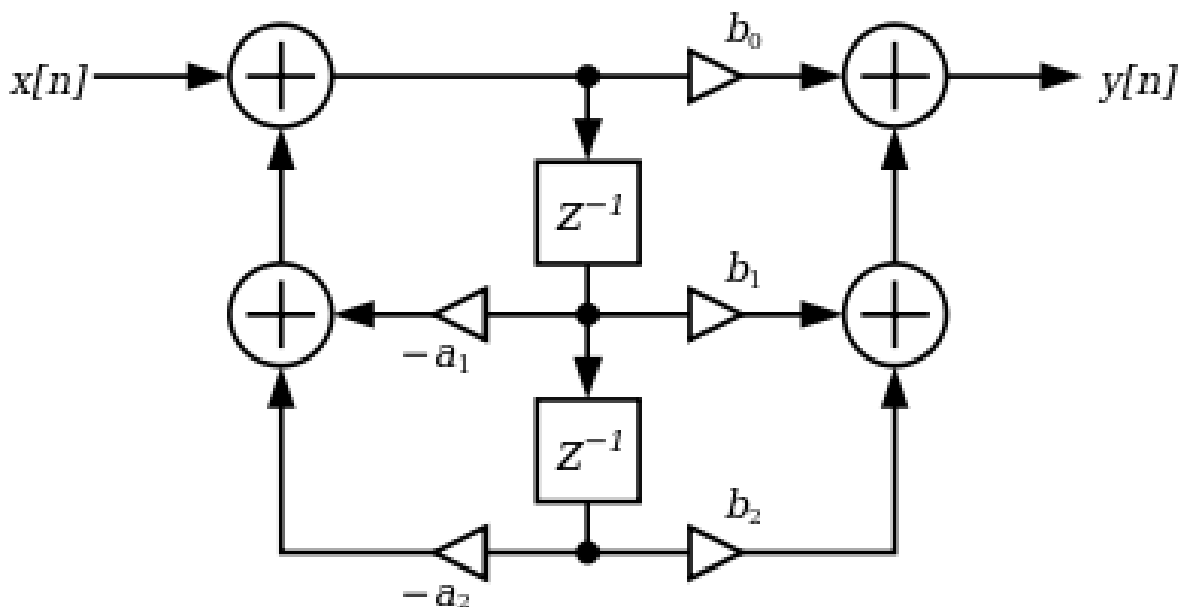 b₀
x[n]
y[n]
Z⁻¹
b₁
−a₁
Z⁻¹
b₂
−a₂